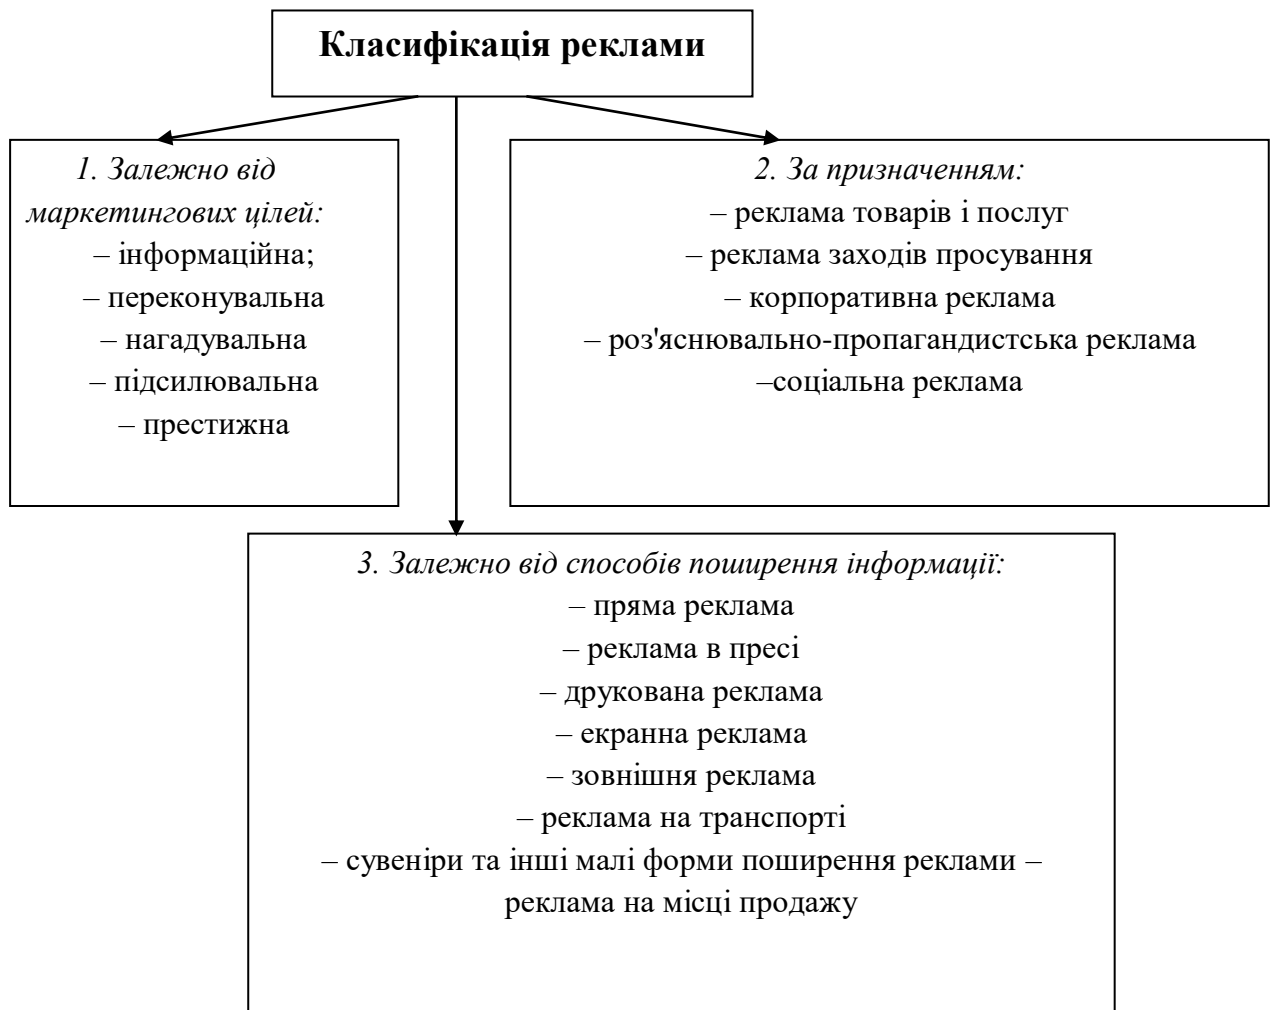 Класифікація реклами
1. Залежно від
маркетингових цілей:
– інформаційна;
– переконувальна
– нагадувальна
– підсилювальна
– престижна
2. За призначенням:
– реклама товарів і послуг
– реклама заходів просування
– корпоративна реклама
– роз'яснювально-пропагандистська реклама
–соціальна реклама
3. Залежно від способів поширення інформації:
– пряма реклама
– реклама в пресі
– друкована реклама
– екранна реклама
– зовнішня реклама
– реклама на транспорті
– сувеніри та інші малі форми поширення реклами –
реклама на місці продажу